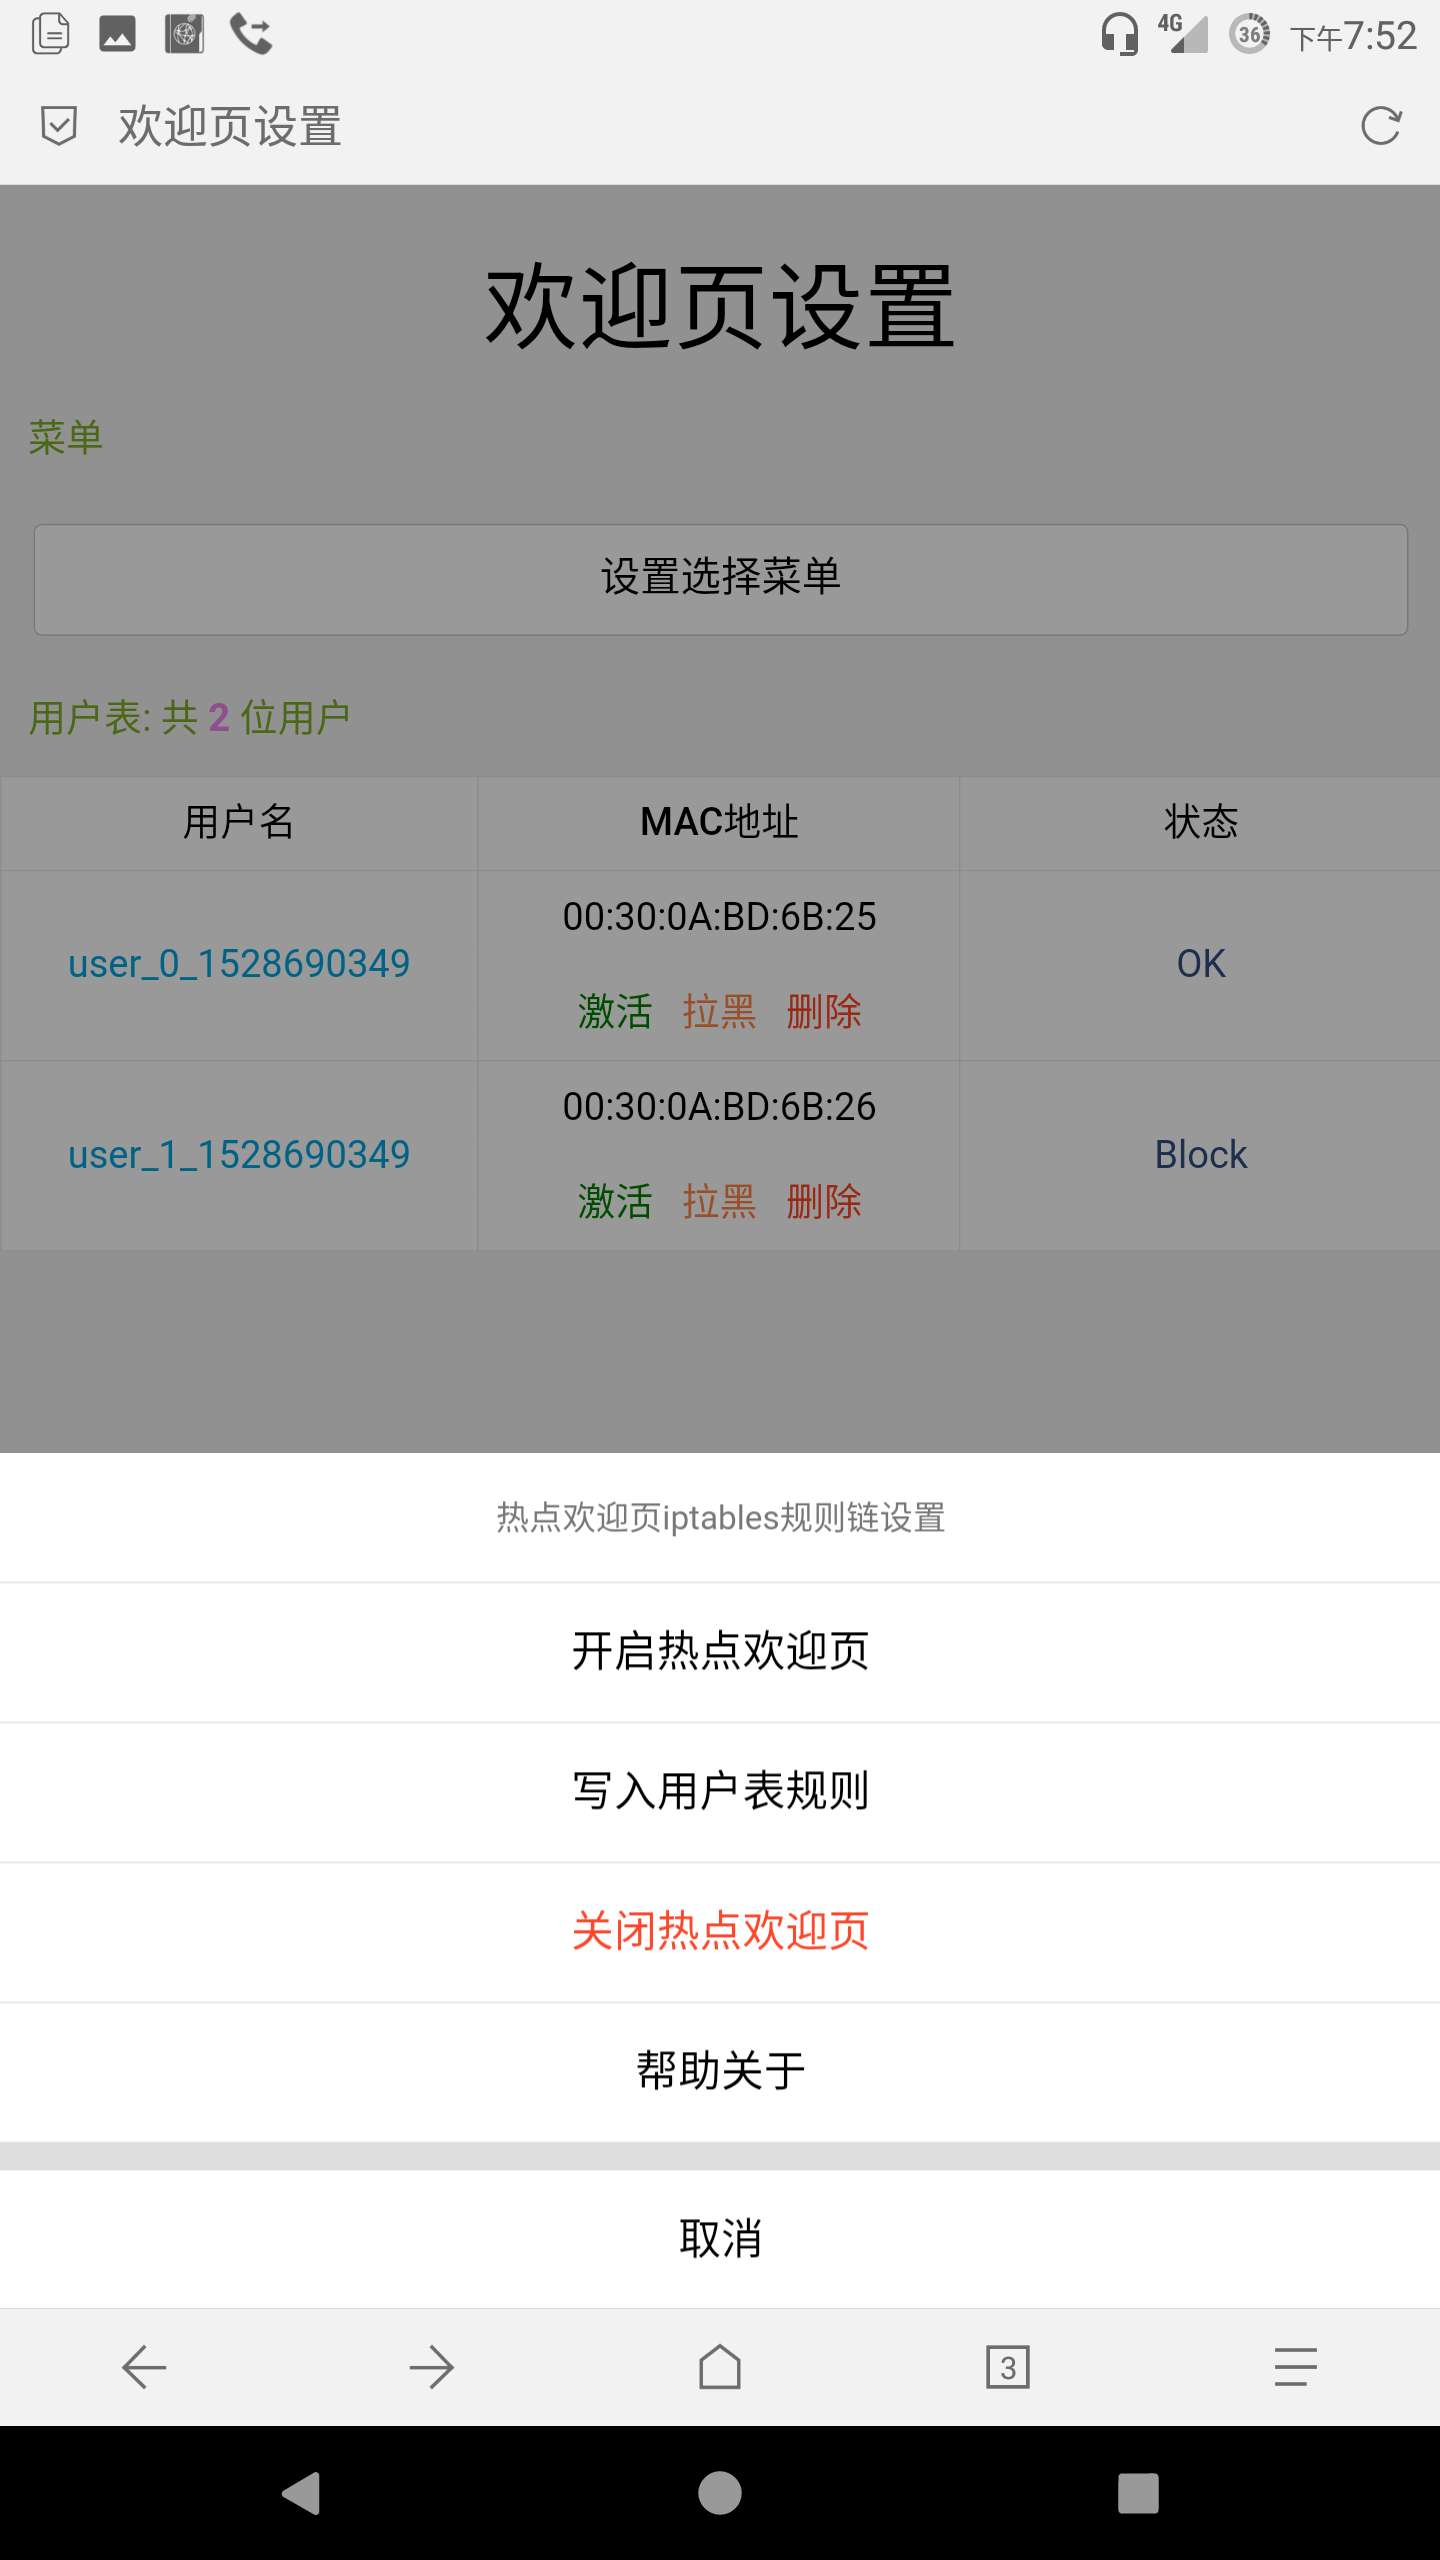 4G 36 下午7:52
欢迎页设置
欢迎页设置
菜单
设置选择菜单
用户表: 共 2 位用户
用户名 MAC地址 状态
user_0_1528690349 00:30:0A:BD:6B:25 OK
激活 拉黑 删除
user_1_1528690349 00:30:0A:BD:6B:26 Block
激活 拉黑 删除
热点欢迎页iptables规则链设置
开启热点欢迎页
写入用户表规则
关闭热点欢迎页
帮助关于
取消
3